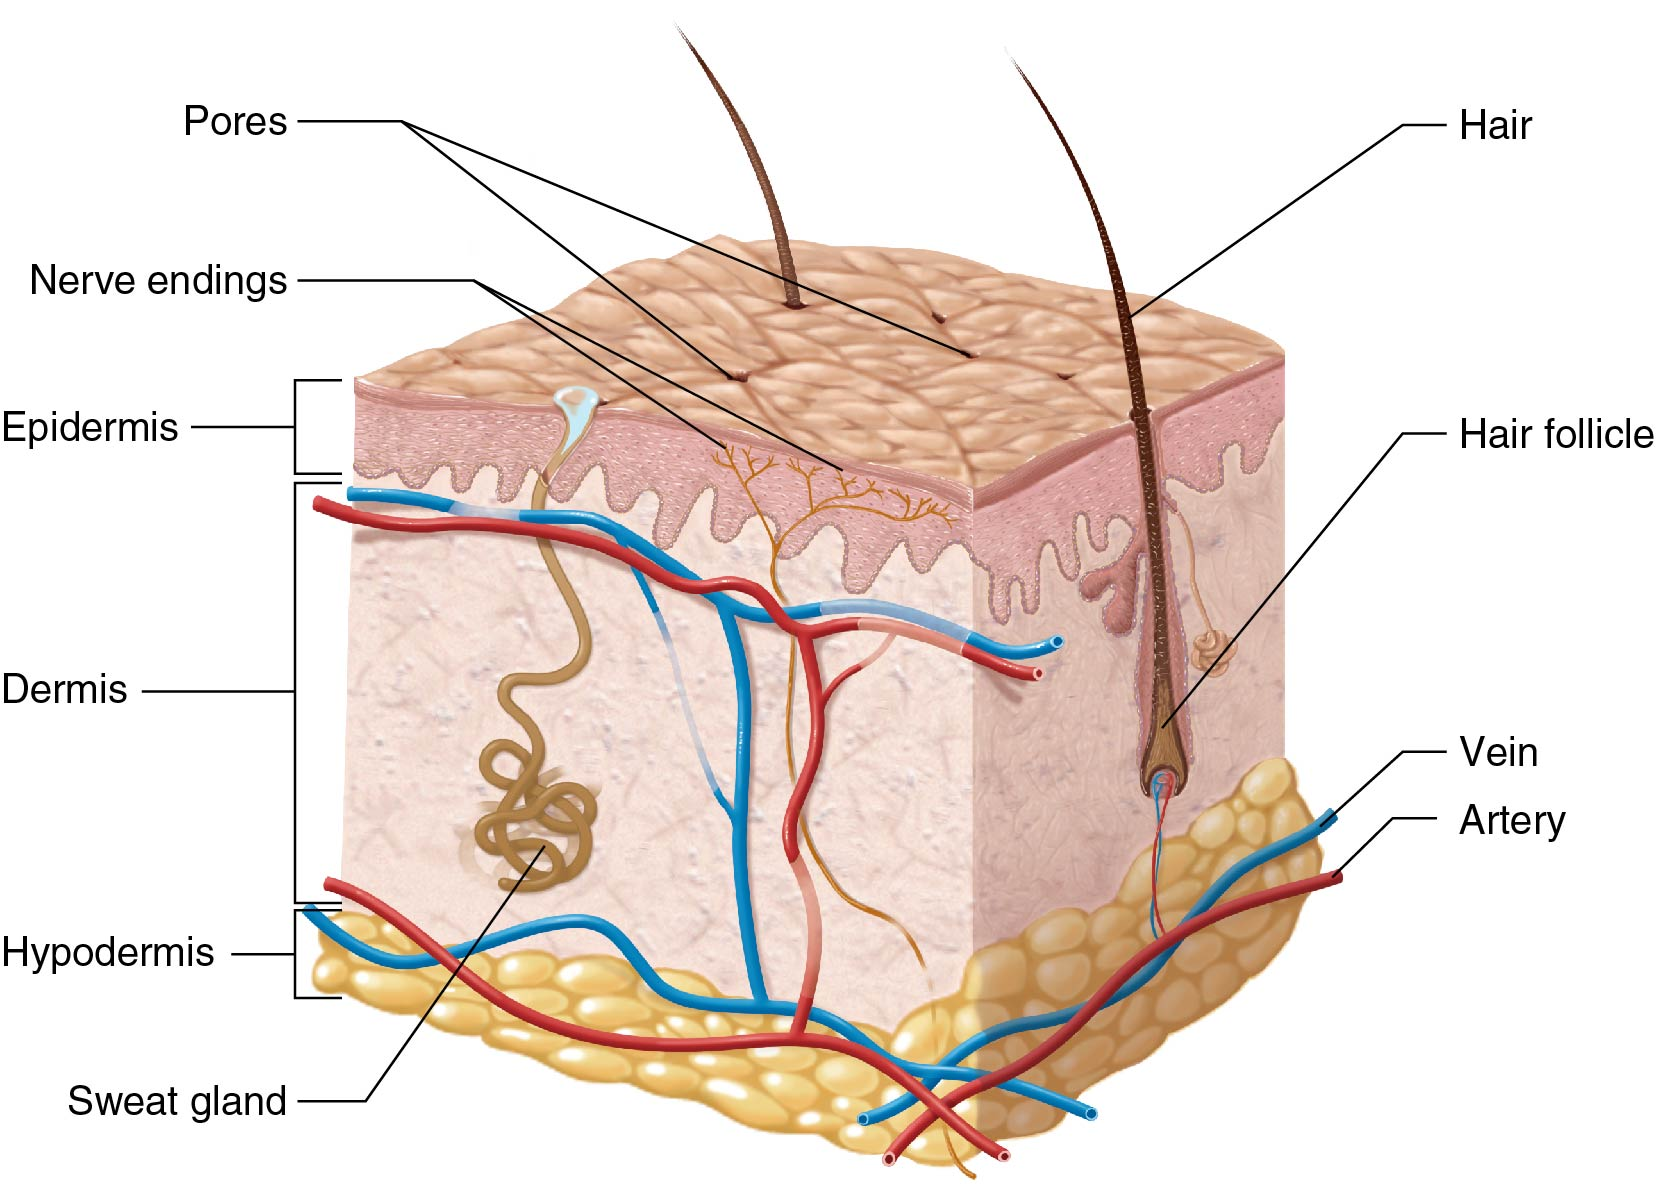 Pores
Nerve endings
Epidermis
Dermis
Hypodermis
Sweat gland
Hair
Hair follicle
Vein
Artery